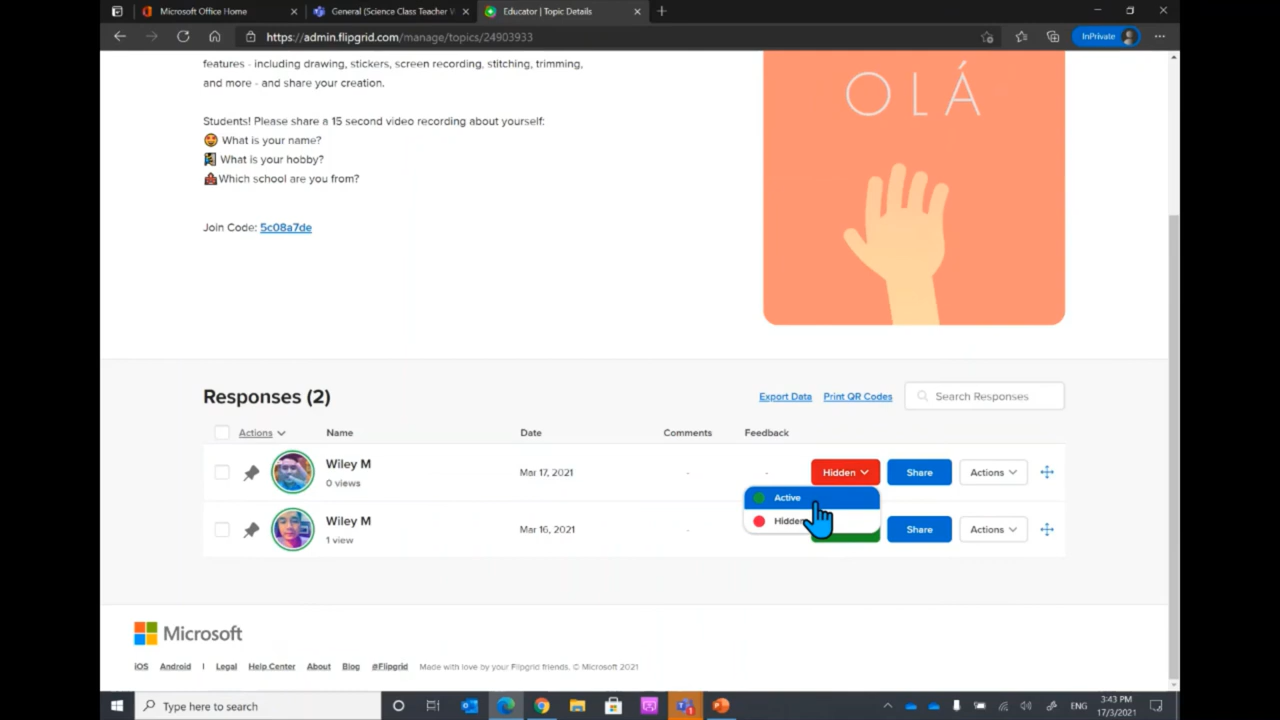 Microsoft Office Home
General (Science Class Teacher
Educator | Topic Details
https://admin.flipgrid.com/manage/topics/24903933
InPrivate
features - including drawing, stickers, screen recording, stitching, trimming,
and more - and share your creation.
Students! Please share a 15 second video recording about yourself:
What is your name?
What is your hobby?
Which school are you from?
Join Code: 5c08a7de
OLÁ
Responses (2)
Export Data
Print QR Codes
Search Responses
Actions
Name
Date
Comments
Feedback
Wiley M
0 views
Mar 17, 2021
-
-
Hidden
Share
Actions
Active
Hidden
Wiley M
1 view
Mar 16, 2021
-
Share
Actions
Microsoft
iOS Android | Legal Help Center About Blog @Flipgrid Made with love by your Flipgrid friends. © Microsoft 2021
Type here to search
ENG
3:43 PM
17/3/2021